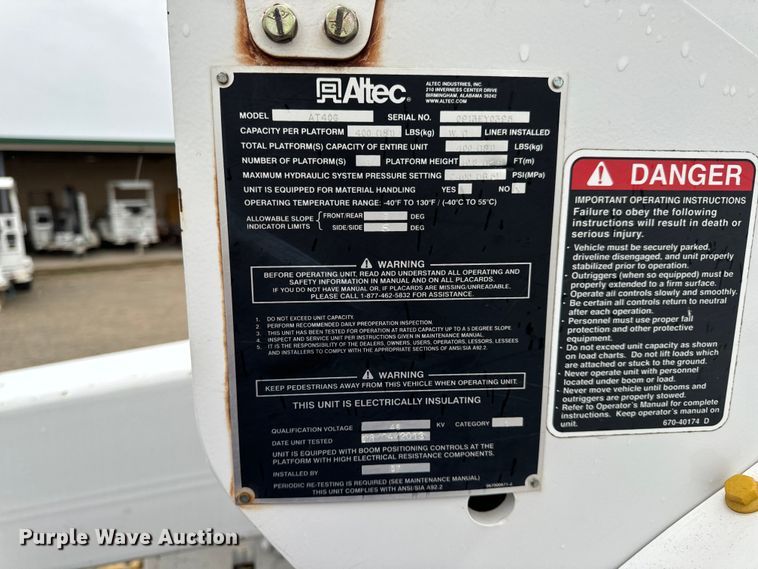 Altec
ALTEC INDUSTRIES, INC.
210 INVERNESS CENTER DRIVE
BIRMINGHAM, ALABAMA 35242
WWW.ALTEC.COM
MODEL AT40G SERIAL NO.
CAPACITY PER PLATFORM 400 (181) LBS(kg) LINER INSTALLED
TOTAL PLATFORM(S) CAPACITY OF ENTIRE UNIT 400 (181) LBS(kg)
NUMBER OF PLATFORM(S) PLATFORM HEIGHT FT(m)
MAXIMUM HYDRAULIC SYSTEM PRESSURE SETTING PSI(MPa)
UNIT IS EQUIPPED FOR MATERIAL HANDLING YES NO
OPERATING TEMPERATURE RANGE: -40°F TO 130°F / (-40°C TO 55°C)
ALLOWABLE SLOPE FRONT/REAR 5 DEG
INDICATOR LIMITS SIDE/SIDE 5 DEG
WARNING
BEFORE OPERATING UNIT, READ AND UNDERSTAND ALL OPERATING AND
SAFETY INFORMATION IN MANUAL AND ON ALL PLACARDS.
IF YOU DO NOT HAVE MANUAL OR, IF PLACARDS ARE MISSING/UNREADABLE,
PLEASE CALL 1-877-462-5832 FOR ASSISTANCE.
1. DO NOT EXCEED UNIT CAPACITY.
2. PERFORM RECOMMENDED DAILY PREOPERATION INSPECTION.
3. THIS UNIT HAS BEEN TESTED FOR OPERATION AT RATED CAPACITY UP TO A 5 DEGREE SLOPE
4. INSPECT AND SERVICE UNIT PER INSTRUCTIONS GIVEN IN MAINTENANCE MANUAL.
5. IT IS THE RESPONSIBILITY OF THE DEALERS, OWNERS, USERS, OPERATORS, LESSORS, LESSEES
AND INSTALLERS TO COMPLY WITH THE APPROPRIATE SECTIONS OF ANSI/SIA A92.2.
WARNING
KEEP PEDESTRIANS AWAY FROM THIS VEHICLE WHEN OPERATING UNIT.
THIS UNIT IS ELECTRICALLY INSULATING
QUALIFICATION VOLTAGE 46 KV CATEGORY
DATE UNIT TESTED
UNIT IS EQUIPPED WITH BOOM POSITIONING CONTROLS AT THE
PLATFORM WITH HIGH ELECTRICAL RESISTANCE COMPONENTS.
INSTALLED BY 57
PERIODIC RE-TESTING IS REQUIRED (SEE MAINTENANCE MANUAL)
THIS UNIT COMPLIES WITH ANSI/SIA A92.2
DANGER
IMPORTANT OPERATING INSTRUCTIONS
Failure to obey the following
instructions will result in death or
serious injury.
• Vehicle must be securely parked,
driveline disengaged, and unit properly
stabilized prior to operation.
• Outriggers (when so equipped) must be
properly extended to a firm surface.
• Operate all controls slowly and smoothly.
• Be certain all controls return to neutral
after each operation.
• Personnel must use proper fall
protection and other protective
equipment.
• Do not exceed unit capacity as shown
on load charts. Do not lift loads which
are attached or stuck to the ground.
• Never operate unit with personnel
located under boom or load.
• Never move vehicle until booms and
outriggers are properly stowed.
• Refer to Operator's Manual for complete
instructions. Keep operator's manual on
unit.
670-40174 D
Purple Wave Auction